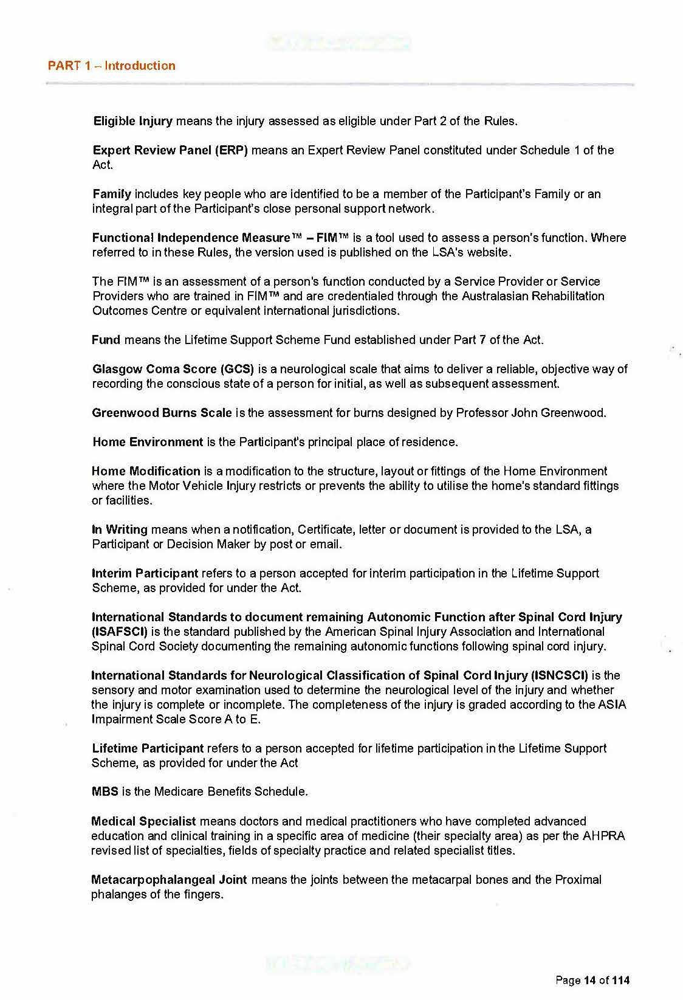 PART 1 – Introduction
Eligible Injury means the injury assessed as eligible under Part 2 of the Rules.
Expert Review Panel (ERP) means an Expert Review Panel constituted under Schedule 1 of the
Act.
Family includes key people who are identified to be a member of the Participant's Family or an
integral part of the Participant's close personal support network.
Functional Independence Measure™ – FIM™ is a tool used to assess a person's function. Where
referred to in these Rules, the version used is published on the LSA's website.
The FIM™ is an assessment of a person's function conducted by a Service Provider or Service
Providers who are trained in FIM™ and are credentialed through the Australasian Rehabilitation
Outcomes Centre or equivalent international jurisdictions.
Fund means the Lifetime Support Scheme Fund established under Part 7 of the Act.
Glasgow Coma Score (GCS) is a neurological scale that aims to deliver a reliable, objective way of
recording the conscious state of a person for initial, as well as subsequent assessment.
Greenwood Burns Scale is the assessment for burns designed by Professor John Greenwood.
Home Environment is the Participant's principal place of residence.
Home Modification is a modification to the structure, layout or fittings of the Home Environment
where the Motor Vehicle Injury restricts or prevents the ability to utilise the home's standard fittings
or facilities.
In Writing means when a notification, Certificate, letter or document is provided to the LSA, a
Participant or Decision Maker by post or email.
Interim Participant refers to a person accepted for interim participation in the Lifetime Support
Scheme, as provided for under the Act.
International Standards to document remaining Autonomic Function after Spinal Cord Injury
(ISAFSCI) is the standard published by the American Spinal Injury Association and International
Spinal Cord Society documenting the remaining autonomic functions following spinal cord injury.
International Standards for Neurological Classification of Spinal Cord Injury (ISNCSCI) is the
sensory and motor examination used to determine the neurological level of the injury and whether
the injury is complete or incomplete. The completeness of the injury is graded according to the ASIA
Impairment Scale Score A to E.
Lifetime Participant refers to a person accepted for lifetime participation in the Lifetime Support
Scheme, as provided for under the Act
MBS is the Medicare Benefits Schedule.
Medical Specialist means doctors and medical practitioners who have completed advanced
education and clinical training in a specific area of medicine (their specialty area) as per the AHPRA
revised list of specialties, fields of specialty practice and related specialist titles.
Metacarpophalangeal Joint means the joints between the metacarpal bones and the Proximal
phalanges of the fingers.
Page 14 of 114